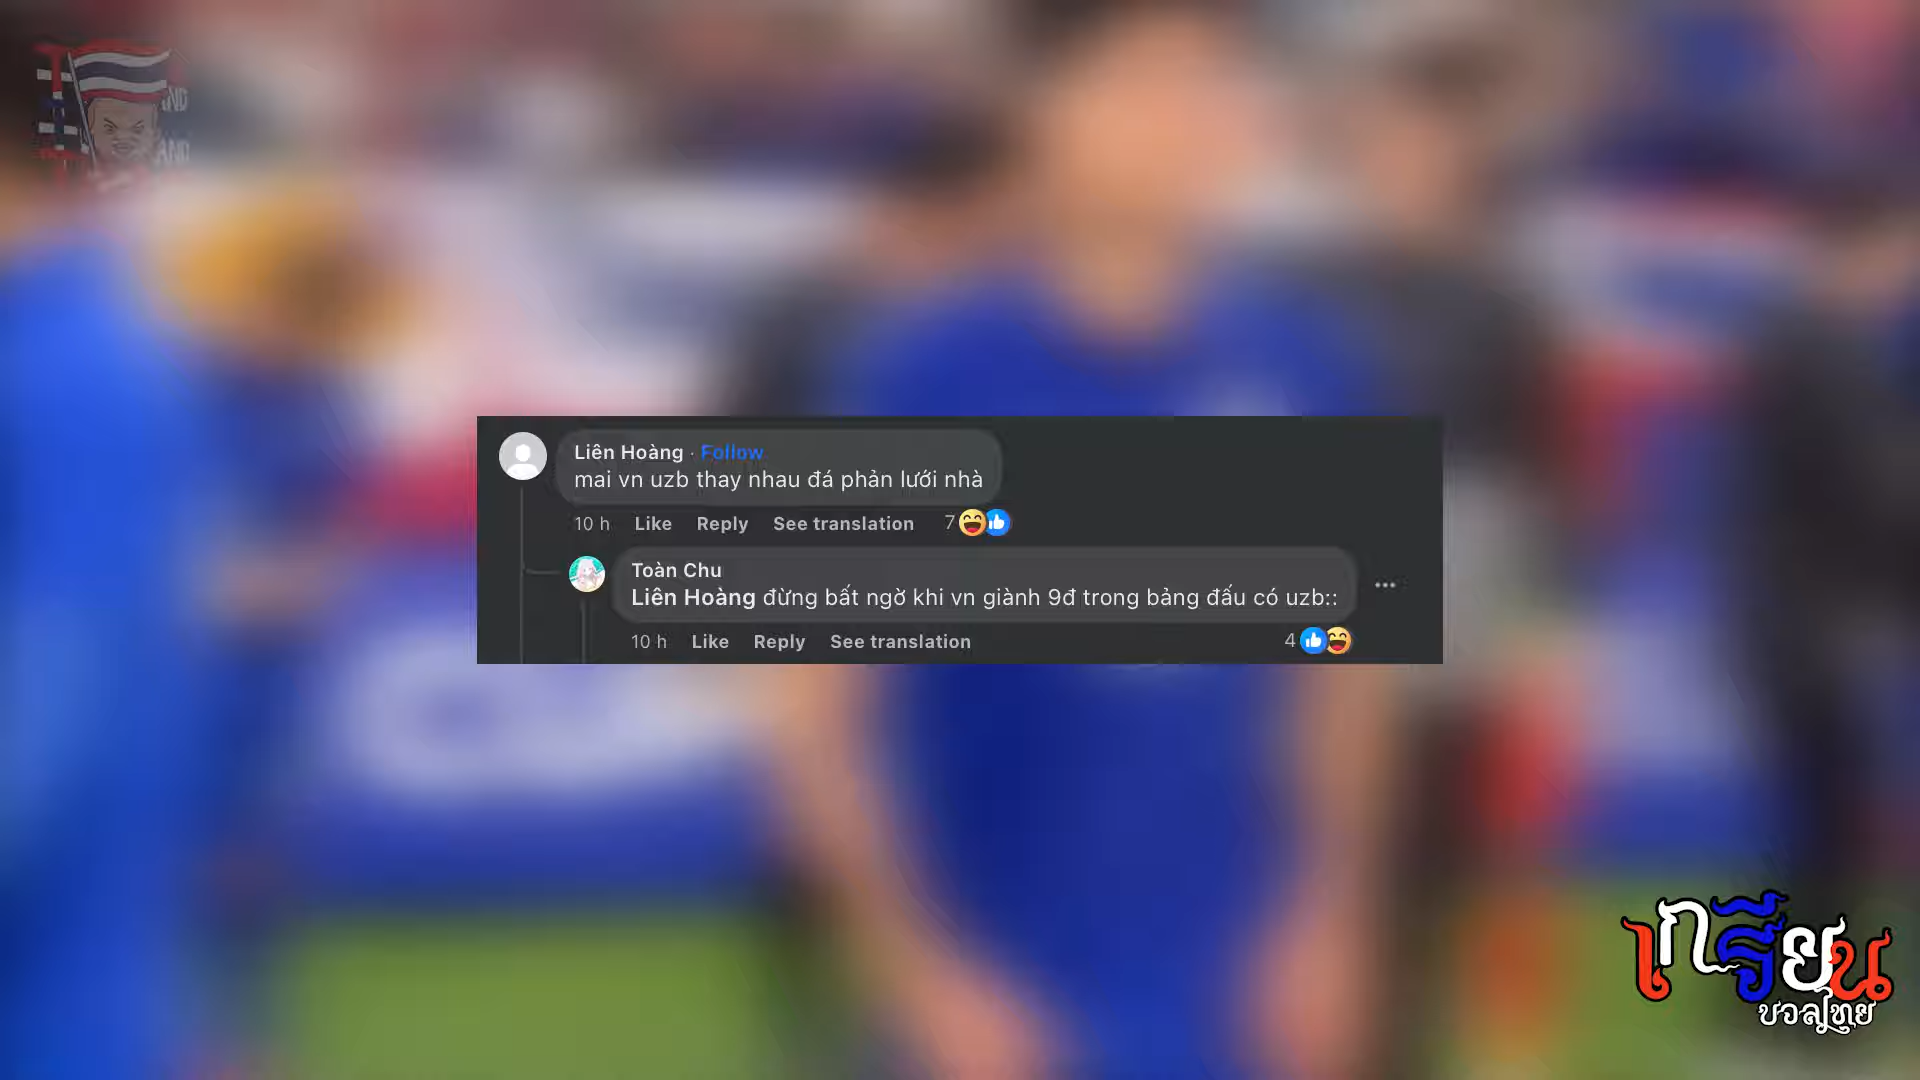 Liên Hoàng · Follow
mai vn uzb thay nhau đá phản lưới nhà
10 h Like Reply See translation 7
Toàn Chu
Liên Hoàng đừng bất ngờ khi vn giành 9đ trong bảng đấu có uzb::
10 h Like Reply See translation 4
เกรียน
บอลไทย